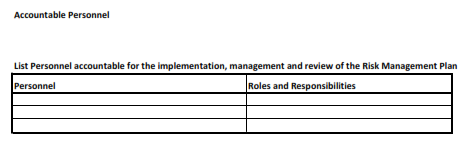 Accountable Personnel
List Personnel accountable for the implementation, management and review of the Risk Management Plan
Personnel Roles and Responsibilities